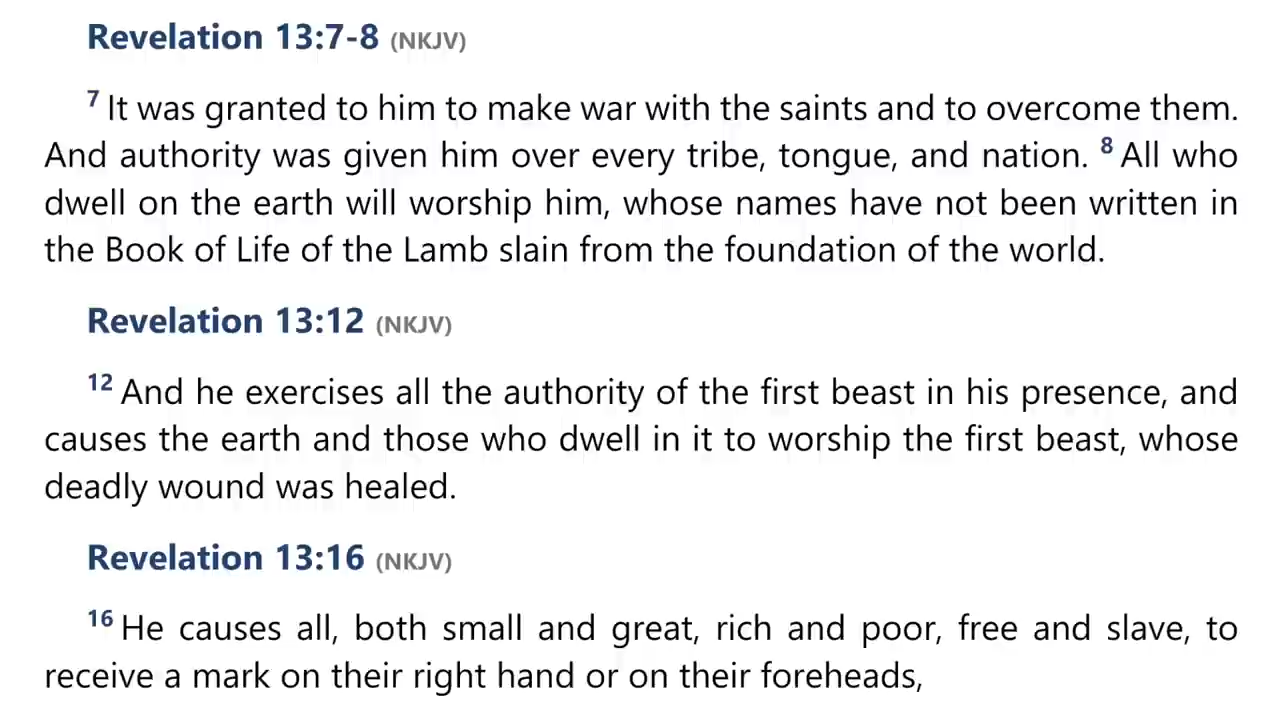 Revelation 13:7-8 (NKJV)
7 It was granted to him to make war with the saints and to overcome them.
And authority was given him over every tribe, tongue, and nation. 8 All who
dwell on the earth will worship him, whose names have not been written in
the Book of Life of the Lamb slain from the foundation of the world.
Revelation 13:12 (NKJV)
12 And he exercises all the authority of the first beast in his presence, and
causes the earth and those who dwell in it to worship the first beast, whose
deadly wound was healed.
Revelation 13:16 (NKJV)
16 He causes all, both small and great, rich and poor, free and slave, to
receive a mark on their right hand or on their foreheads,